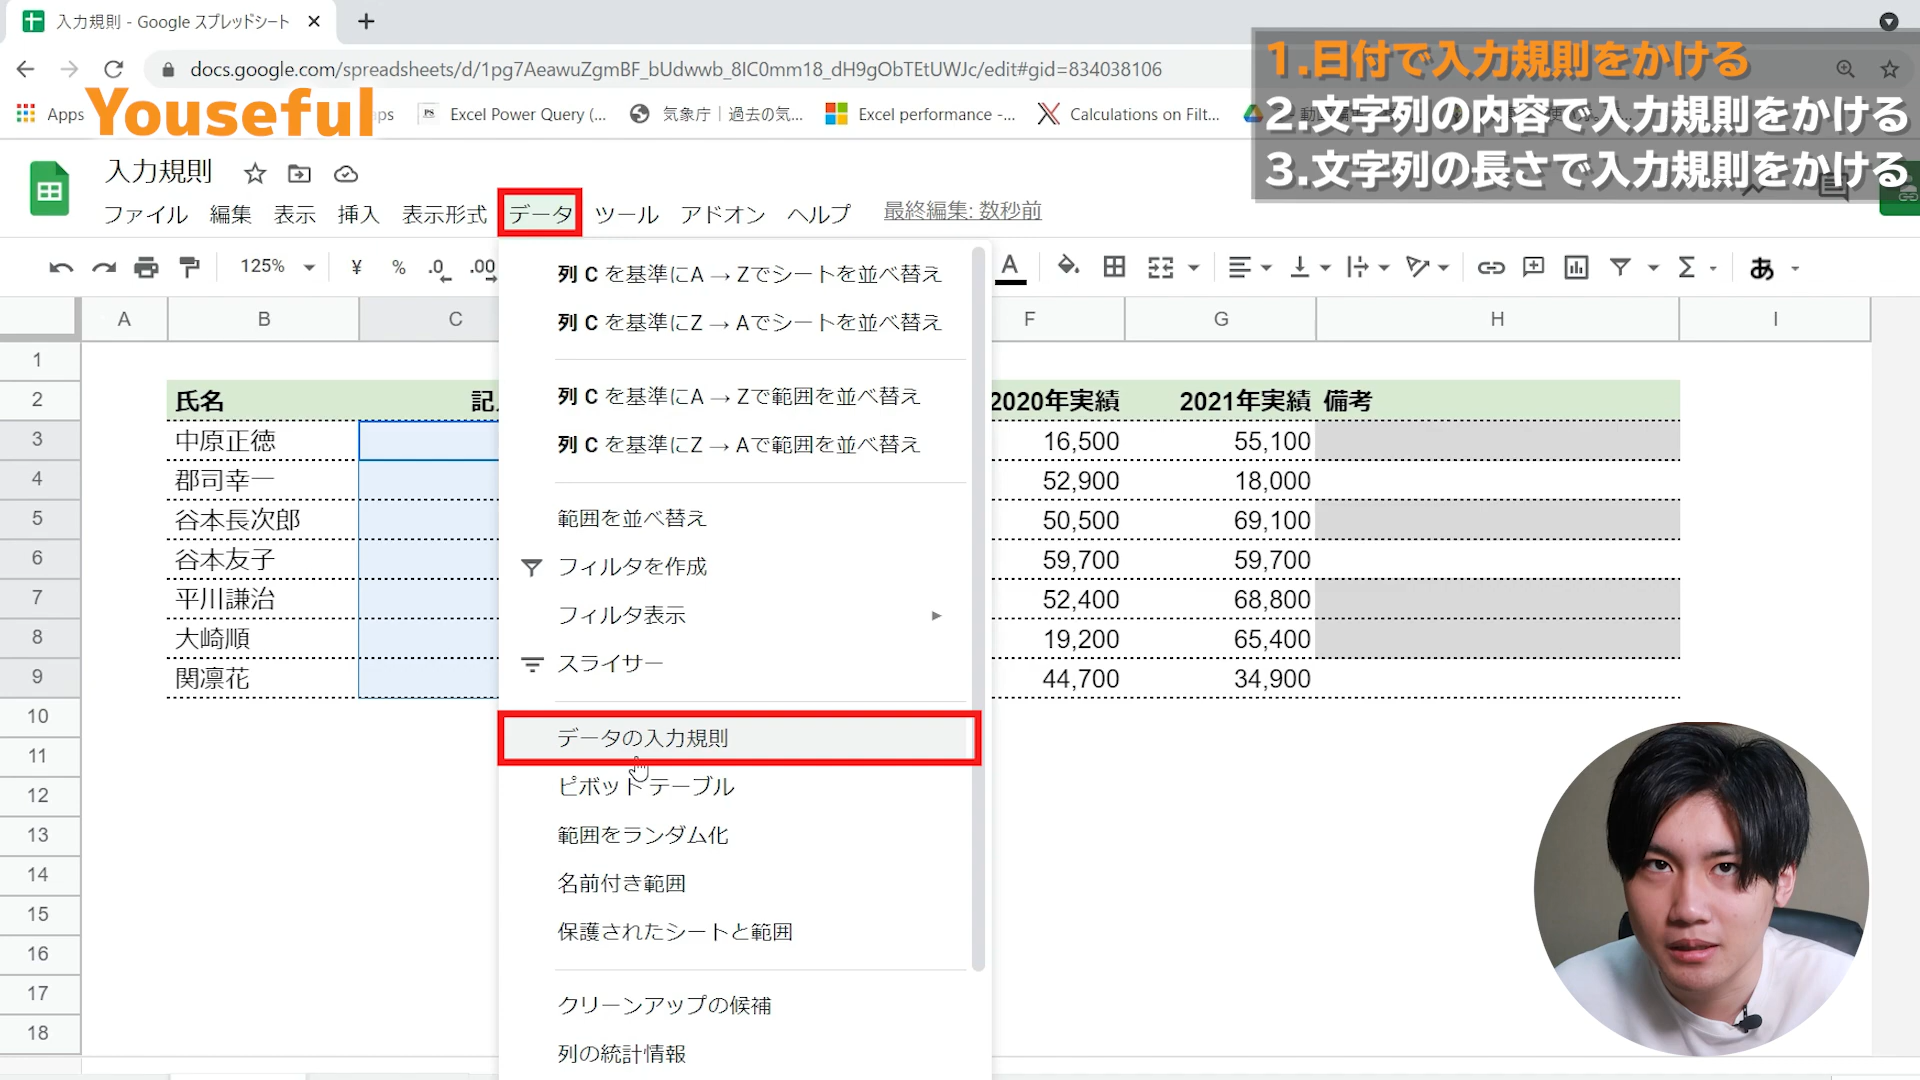 入力規則 - Google スプレッドシート
docs.google.com/spreadsheets/d/1pg7AeawuZgmBF_bUdwwb_8IC0mm18_dH9gObTEtUWJc/edit#gid=834038106
1.日付で入力規則をかける
2.文字列の内容で入力規則をかける
3.文字列の長さで入力規則をかける
Apps
Youseful
Excel Power Query (...
気象庁 | 過去の気...
Excel performance -...
Calculations on Filt...
入力規則
ファイル 編集 表示 挿入 表示形式 データ ツール アドオン ヘルプ 最終編集: 数秒前
125% ¥ % .0 .00 A Σ あ
A B C F G H I
列 C を基準にA → Zでシートを並べ替え
列 C を基準にZ → Aでシートを並べ替え
列 C を基準にA → Zで範囲を並べ替え
列 C を基準にZ → Aで範囲を並べ替え
範囲を並べ替え
フィルタを作成
フィルタ表示
スライサー
データの入力規則
ピボット テーブル
範囲をランダム化
名前付き範囲
保護されたシートと範囲
クリーンアップの候補
列の統計情報
1
2 氏名 2020年実績 2021年実績 備考
3 中原正徳 16,500 55,100
4 郡司幸一 52,900 18,000
5 谷本長次郎 50,500 69,100
6 谷本友子 59,700 59,700
7 平川謙治 52,400 68,800
8 大崎順 19,200 65,400
9 関凛花 44,700 34,900
10
11
12
13
14
15
16
17
18